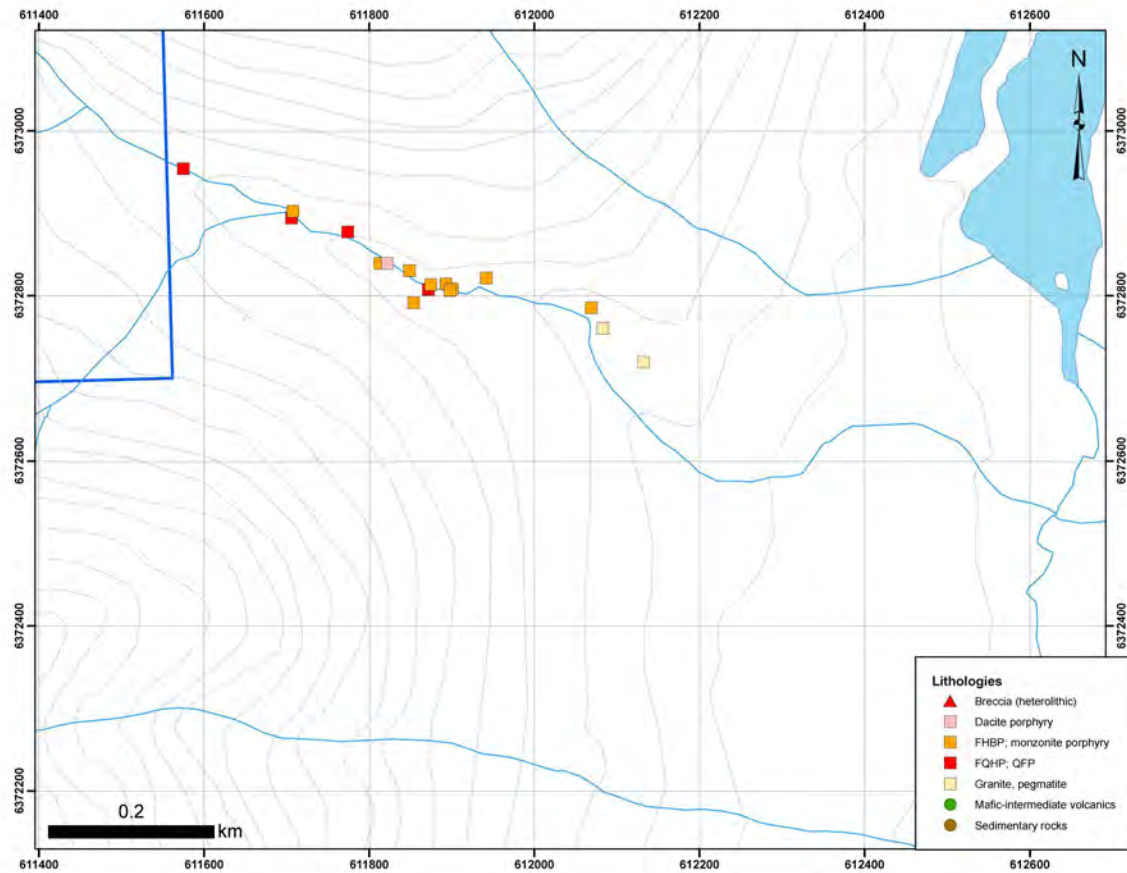 611400 611600 611800 612000 612200 612400 612600
N
6373000 6373000
6372800 6372800
6372600 6372600
6372400 6372400
6372200 6372200
Lithologies
Breccia (heterolithic)
Dacite porphyry
FHBP; monzonite porphyry
FQHP; QFP
Granite, pegmatite
Mafic-intermediate volcanics
Sedimentary rocks
0.2
km
611400 611600 611800 612000 612200 612400 612600